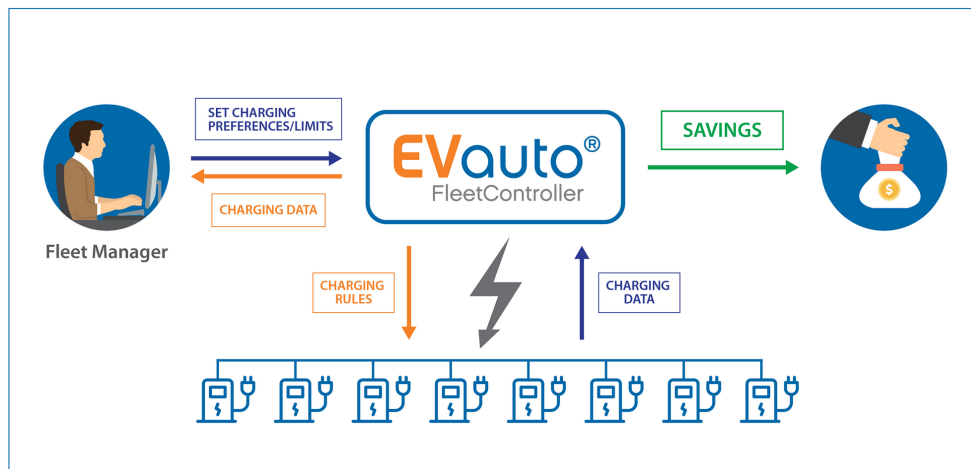 SET CHARGING
PREFERENCES/LIMITS
EVauto®
FleetController
SAVINGS
$
CHARGING DATA
Fleet Manager
CHARGING
RULES
CHARGING
DATA